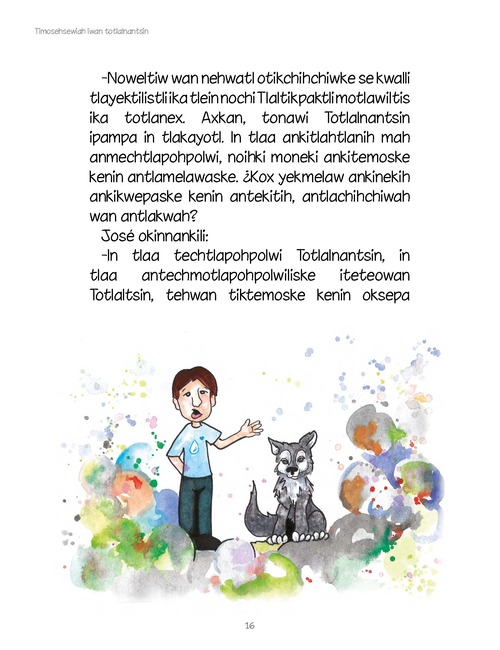 Timosehsewiah iwan totlalnantsin
-Noweltiw wan nehwatl otikchihchiwke se kwalli
tlayektilistli ika tlein nochi Tlaltikpaktli motlawiltis
ika totlanex. Axkan, tonawi Totlalnantsin
ipampa in tlakayotl. In tlaa ankitlahtlanih mah
anmechtlapohpolwi, noihki moneki ankitemoske
kenin antlamelawaske. ¿Kox yekmelaw ankinekih
ankikwepaske kenin antekitih, antlachihchiwah
wan antlakwah?
José okinnankili:
-In tlaa techtlapohpolwi Totlalnantsin, in
tlaa antechmotlapohpolwiliske iteteowan
Totlaltsin, tehwan tiktemoske kenin oksepa
16